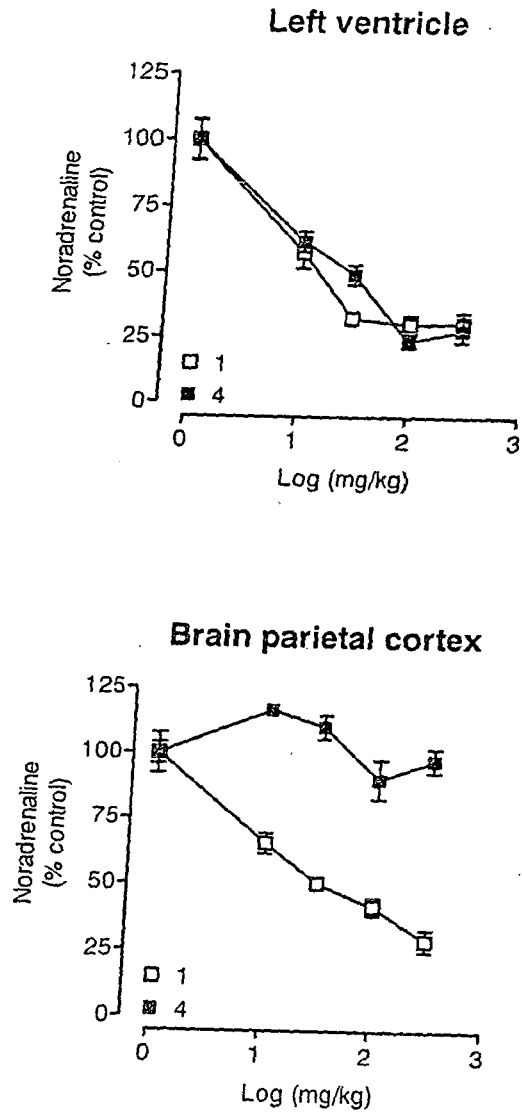 Left ventricle
125
100
75
50
25
0
Noradrenaline
(% control)
1
4
0 1 2 3
Log (mg/kg)
Brain parietal cortex
125
100
75
50
25
0
Noradrenaline
(% control)
1
4
0 1 2 3
Log (mg/kg)